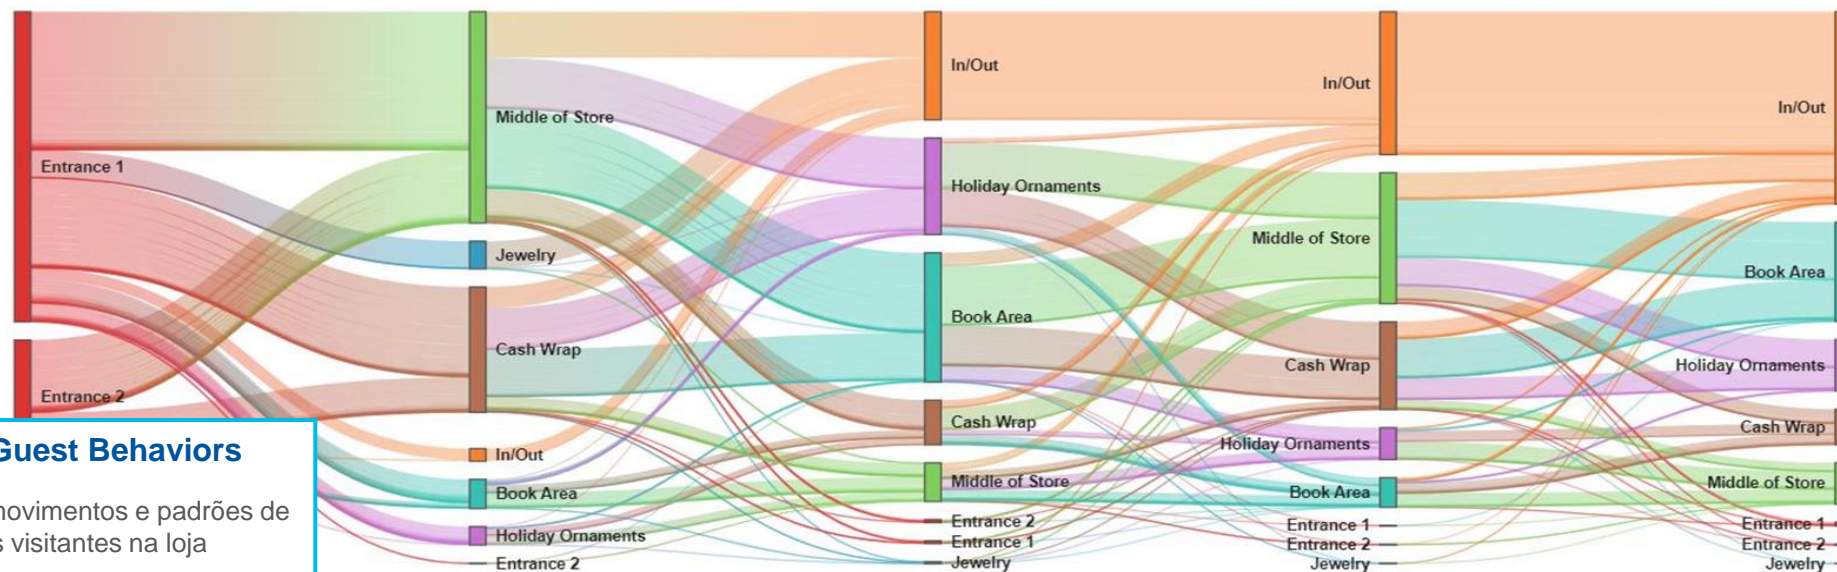 Entrance 1
Entrance 2
Middle of Store
Jewelry
Cash Wrap
In/Out
Book Area
Holiday Ornaments
Entrance 2
In/Out
Holiday Ornaments
Book Area
Cash Wrap
Middle of Store
Entrance 2
Entrance 1
Jewelry
In/Out
Middle of Store
Cash Wrap
Holiday Ornaments
Book Area
Entrance 1
Entrance 2
Jewelry
In/Out
Book Area
Holiday Ornaments
Cash Wrap
Middle of Store
Entrance 1
Entrance 2
Jewelry
Guest Behaviors
movimentos e padrões de
s visitantes na loja